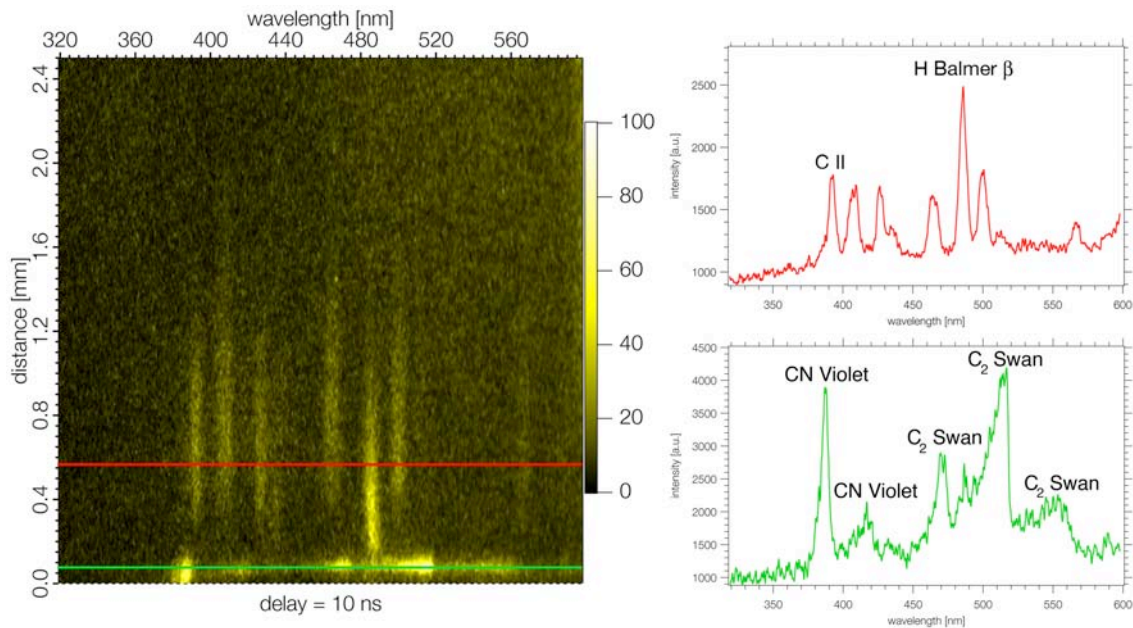 wavelength [nm]
320 360 400 440 480 520 560
distance [mm]
2.4
2.0
1.6
1.2
0.8
0.4
0.0
100
80
60
40
20
0
delay = 10 ns
H Balmer β
C II
intensity [a.u.]
2500
2000
1500
1000
350 400 450 500 550 600
wavelength [nm]
C₂ Swan
CN Violet
C₂ Swan
CN Violet
C₂ Swan
intensity [a.u.]
4500
4000
3500
3000
2500
2000
1500
1000
350 400 450 500 550 600
wavelength [nm]